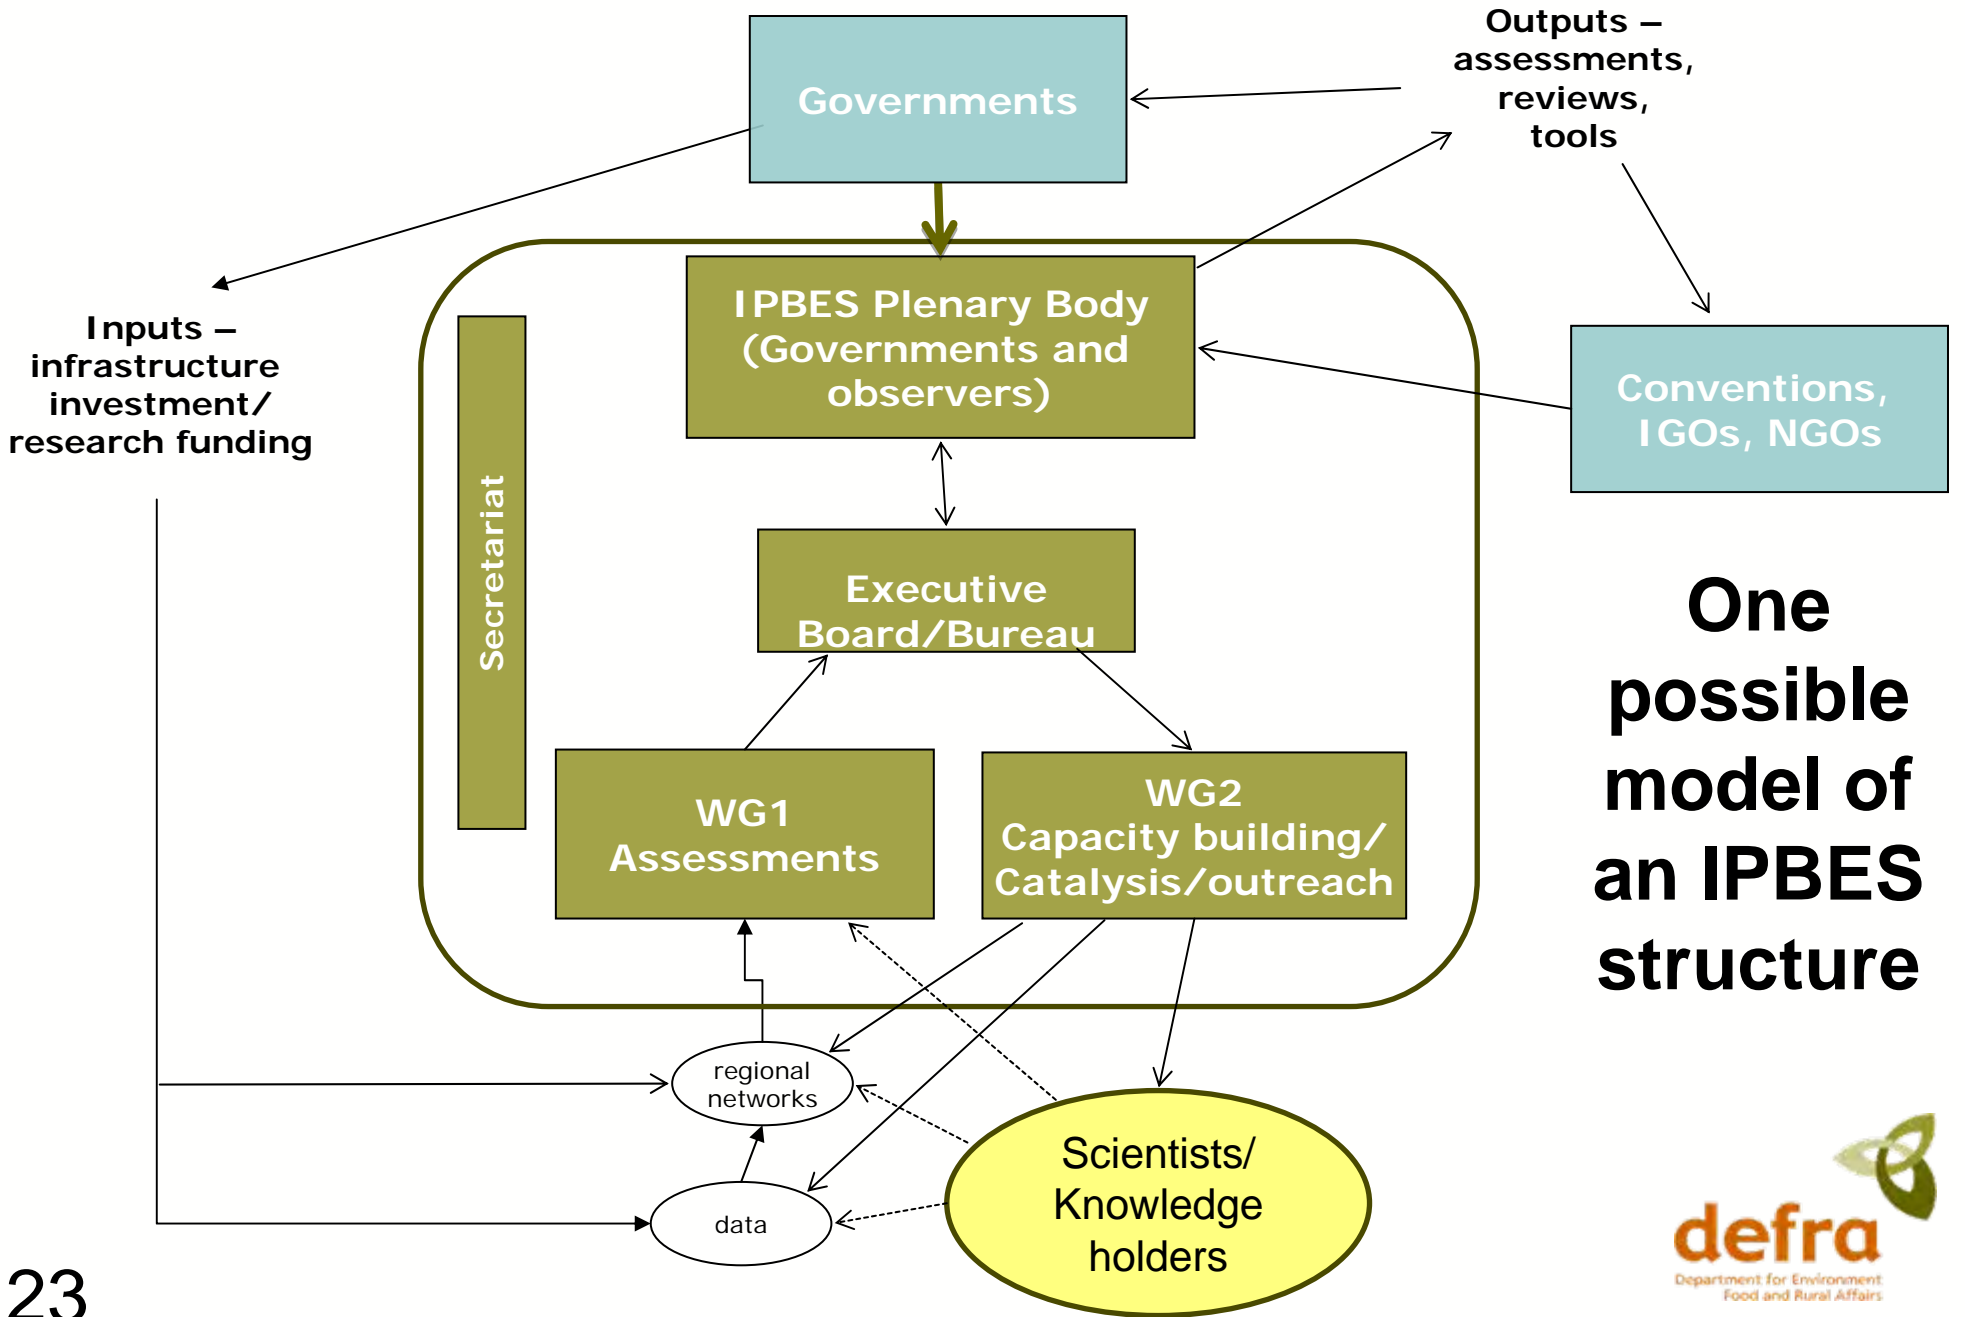 Governments
Outputs –
assessments,
reviews,
tools
Inputs –
infrastructure
investment/
research funding
Secretariat
IPBES Plenary Body
(Governments and
observers)
Conventions,
IGOs, NGOs
Executive
Board/Bureau
WG1
Assessments
WG2
Capacity building/
Catalysis/outreach
One
possible
model of
an IPBES
structure
regional
networks
data
Scientists/
Knowledge
holders
defra
Department for Environment
Food and Rural Affairs
23